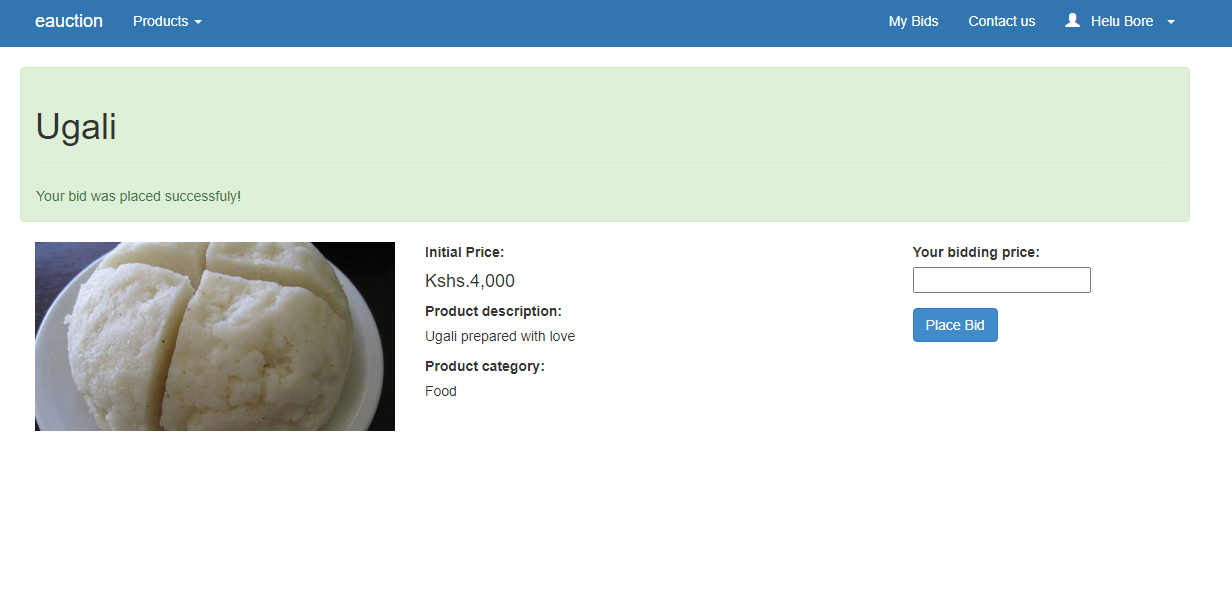 eauction Products My Bids Contact us Helu Bore
Ugali
Your bid was placed successfuly!
Initial Price:
Kshs.4,000
Product description:
Ugali prepared with love
Product category:
Food
Your bidding price:
Place Bid